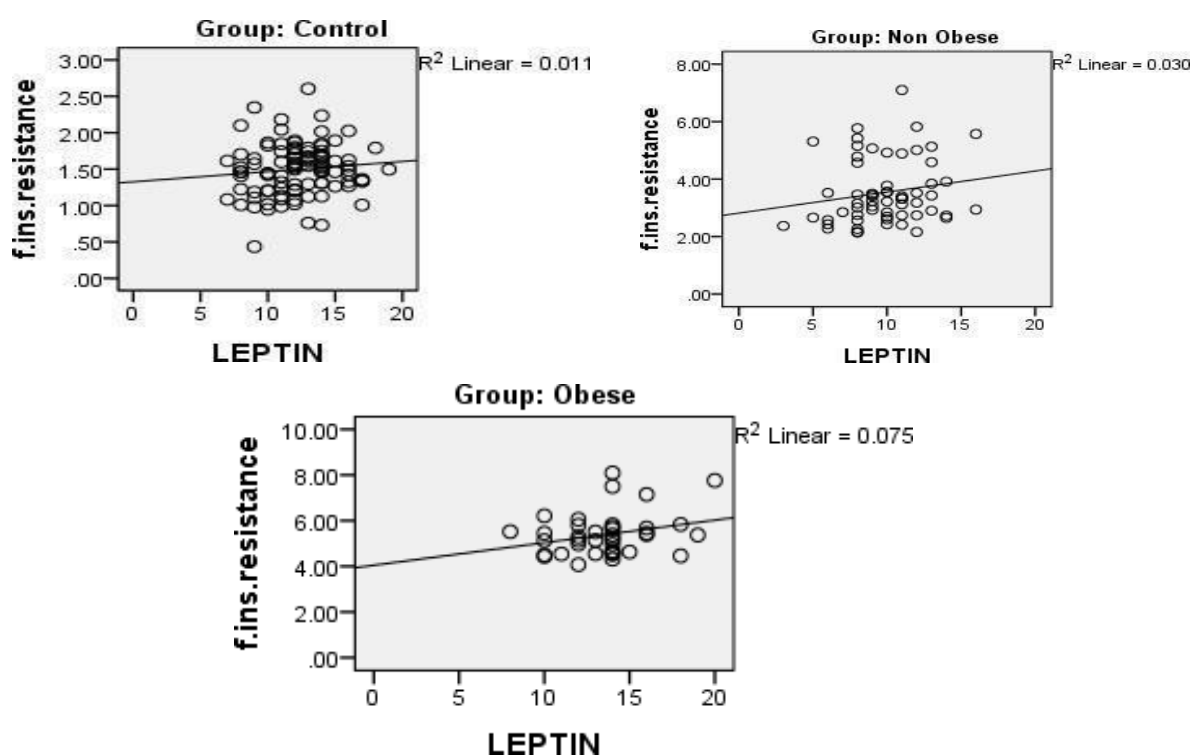 Group: Control
R² Linear = 0.011
f.ins.resistance
3.00
2.50
2.00
1.50
1.00
.50
.00
0 5 10 15 20
LEPTIN
Group: Non Obese
R² Linear = 0.030
f.ins.resistance
8.00
6.00
4.00
2.00
.00
0 5 10 15 20
LEPTIN
Group: Obese
R² Linear = 0.075
f.ins.resistance
10.00
8.00
6.00
4.00
2.00
.00
0 5 10 15 20
LEPTIN